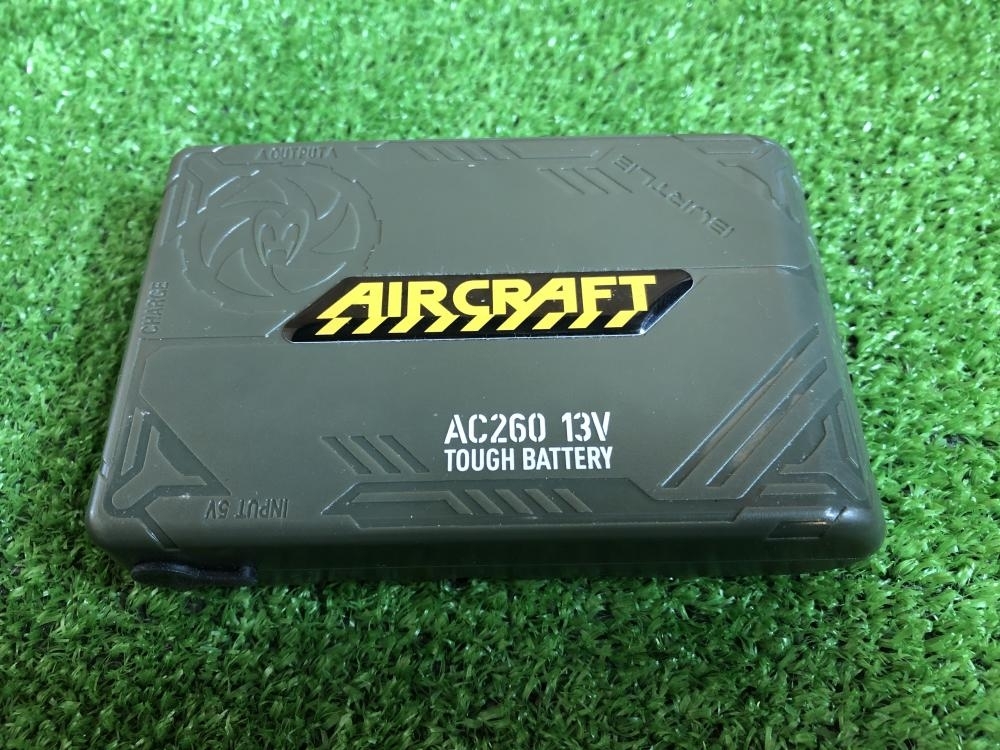 OUTPUT
BURTLE
CHARGE
AIRCRAFT
AC260 13V
TOUGH BATTERY
INPUT 5V